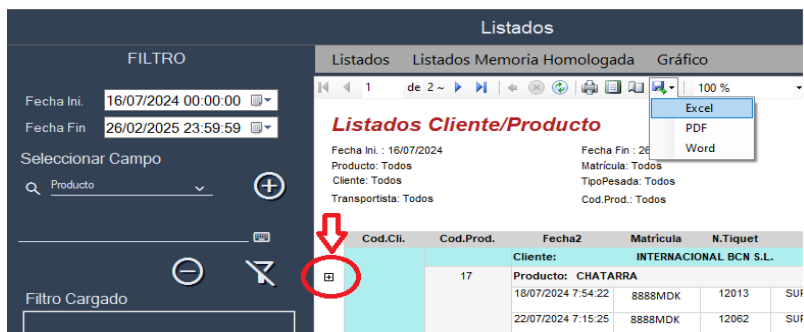 Listados
FILTRO
Listados Listados Memoria Homologada Gráfico
1 de 2 ~ 100 %
Excel
PDF
Word
Fecha Ini. 16/07/2024 00:00:00
Fecha Fin 26/02/2025 23:59:59
Seleccionar Campo
Producto
Filtro Cargado
Listados Cliente/Producto
Fecha Ini. : 16/07/2024 Fecha Fin : 26
Producto: Todos Matrícula: Todos
Cliente: Todos TipoPesada: Todos
Transportista: Todos Cod.Prod.: Todos
Cod.Cli. Cod.Prod. Fecha2 Matricula N.Tiquet
Cliente: INTERNACIONAL BCN S.L.
17 Producto: CHATARRA
18/07/2024 7:54:22 8888MDK 12013
22/07/2024 7:15:25 8888MDK 12062